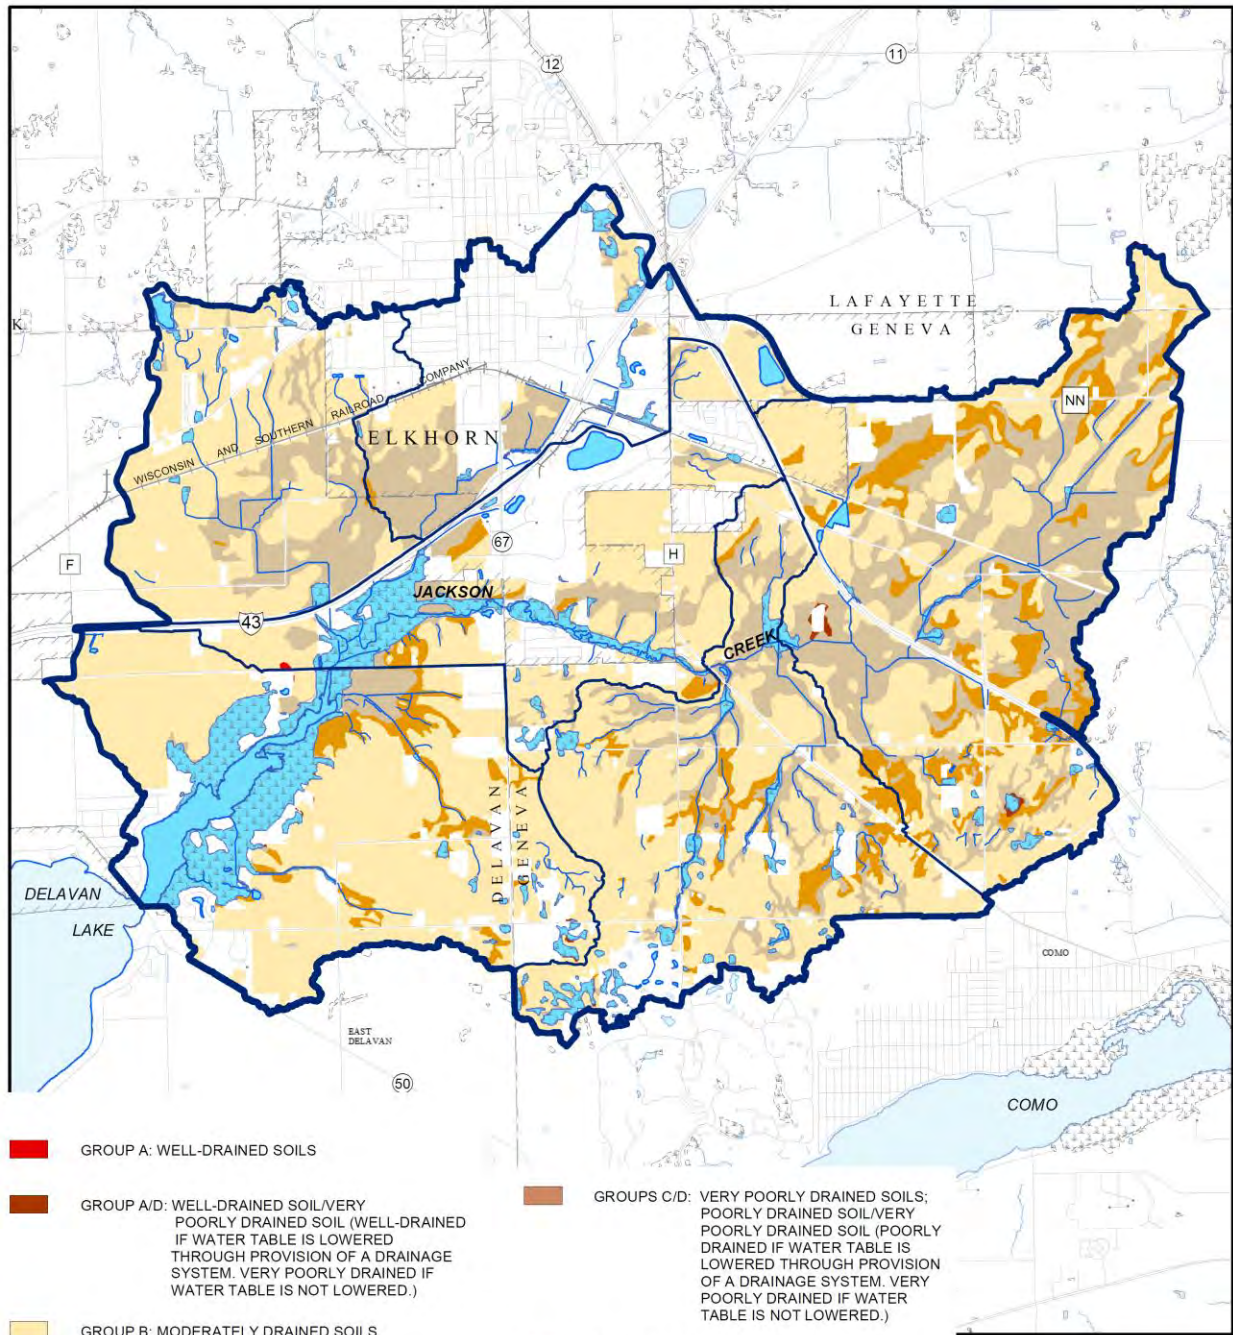 12
11
LAFAYETTE
GENEVA
K
NN
WISCONSIN AND SOUTHERN RAILROAD COMPANY
ELKHORN
67
H
F
JACKSON
43
CREEK
DELAVAN
GENEVA
DELAVAN
LAKE
COMO
EAST
DELAVAN
50
COMO
GROUP A: WELL-DRAINED SOILS
GROUP A/D: WELL-DRAINED SOIL/VERY
POORLY DRAINED SOIL (WELL-DRAINED
IF WATER TABLE IS LOWERED
THROUGH PROVISION OF A DRAINAGE
SYSTEM. VERY POORLY DRAINED IF
WATER TABLE IS NOT LOWERED.)
GROUP B: MODERATELY DRAINED SOILS
GROUPS C/D: VERY POORLY DRAINED SOILS;
POORLY DRAINED SOIL/VERY
POORLY DRAINED SOIL (POORLY
DRAINED IF WATER TABLE IS
LOWERED THROUGH PROVISION
OF A DRAINAGE SYSTEM. VERY
POORLY DRAINED IF WATER
TABLE IS NOT LOWERED.)